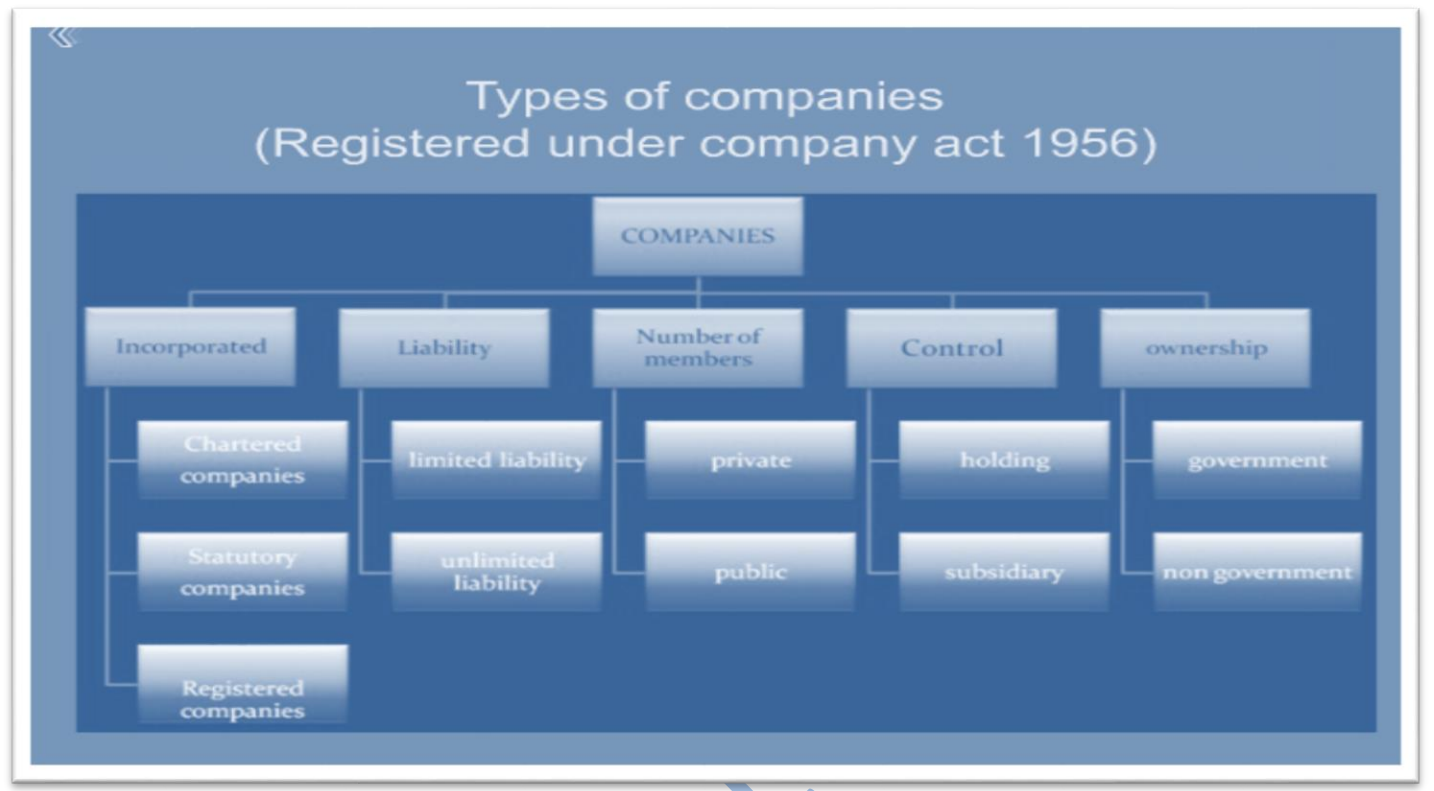 Types of companies
(Registered under company act 1956)
COMPANIES
Incorporated
Liability
Number of
members
Control
ownership
Chartered
companies
limited liability
private
holding
government
Statutory
companies
unlimited
liability
public
subsidiary
non government
Registered
companies